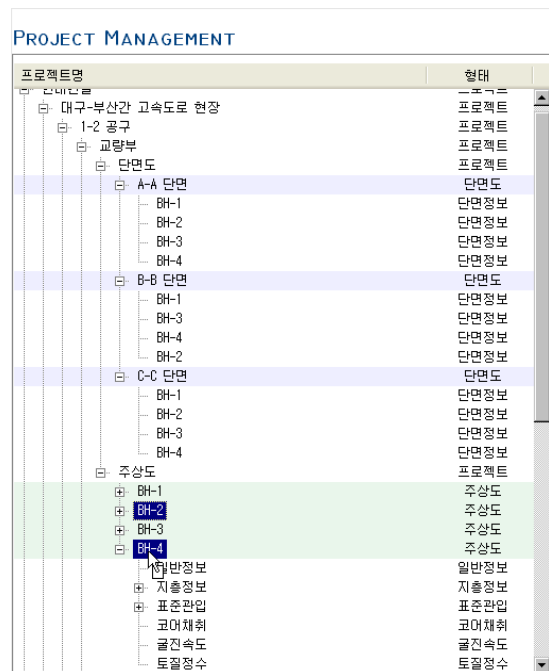 PROJECT MANAGEMENT
프로젝트명 형태
대구-부산간 고속도로 현장 프로젝트
1-2 공구 프로젝트
교량부 프로젝트
단면도 프로젝트
A-A 단면 단면도
BH-1 단면정보
BH-2 단면정보
BH-3 단면정보
BH-4 단면정보
B-B 단면 단면도
BH-1 단면정보
BH-3 단면정보
BH-4 단면정보
BH-2 단면정보
C-C 단면 단면도
BH-1 단면정보
BH-2 단면정보
BH-3 단면정보
BH-4 단면정보
주상도 프로젝트
BH-1 주상도
BH-2 주상도
BH-3 주상도
BH-4 주상도
일반정보 일반정보
지층정보 지층정보
표준관입 표준관입
코어채취 코어채취
굴진속도 굴진속도
토질정수 토질정수